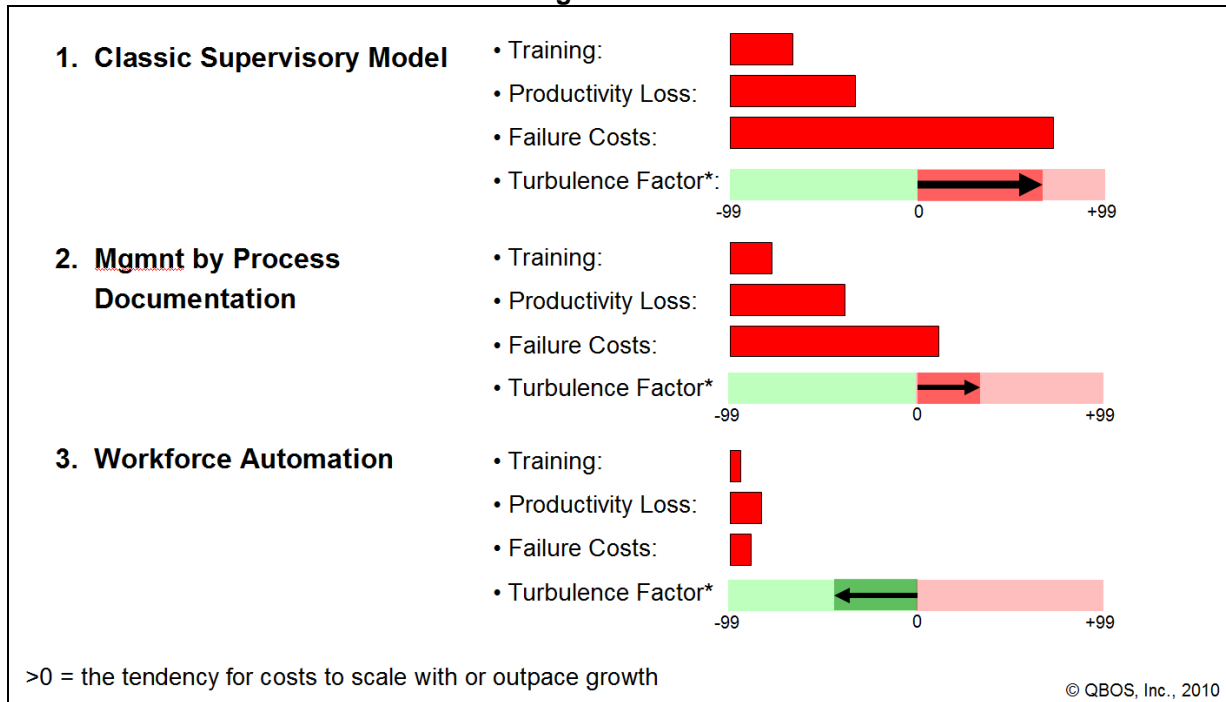 1. Classic Supervisory Model
• Training:
• Productivity Loss:
• Failure Costs:
• Turbulence Factor*:
-99 0 +99
2. Mgmnt by Process
Documentation
• Training:
• Productivity Loss:
• Failure Costs:
• Turbulence Factor*
-99 0 +99
3. Workforce Automation
• Training:
• Productivity Loss:
• Failure Costs:
• Turbulence Factor*
-99 0 +99
>0 = the tendency for costs to scale with or outpace growth
© QBOS, Inc., 2010